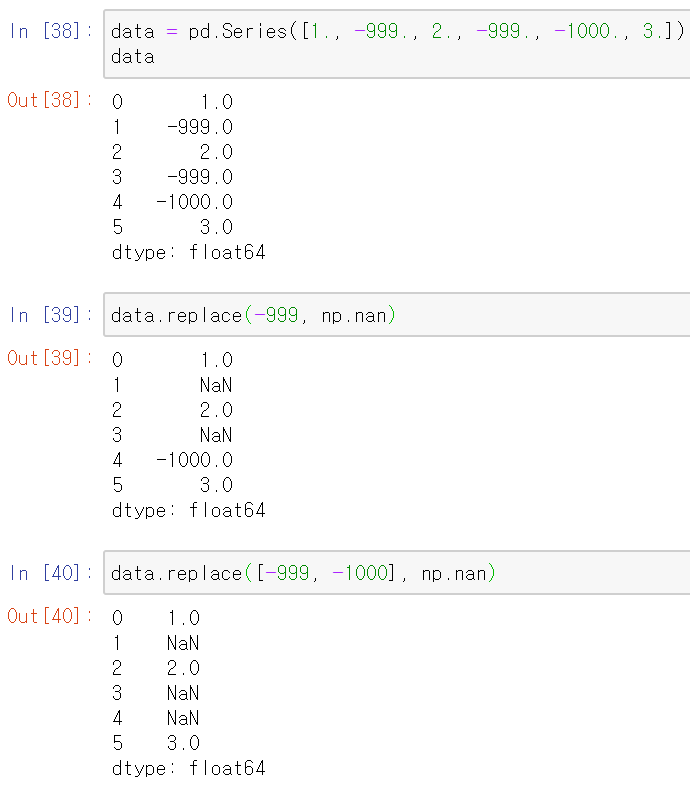 In [38]: data = pd.Series([1., -999., 2., -999., -1000., 3.])
data
Out[38]: 0 1.0
1 -999.0
2 2.0
3 -999.0
4 -1000.0
5 3.0
dtype: float64
In [39]: data.replace(-999, np.nan)
Out[39]: 0 1.0
1 NaN
2 2.0
3 NaN
4 -1000.0
5 3.0
dtype: float64
In [40]: data.replace([-999, -1000], np.nan)
Out[40]: 0 1.0
1 NaN
2 2.0
3 NaN
4 NaN
5 3.0
dtype: float64